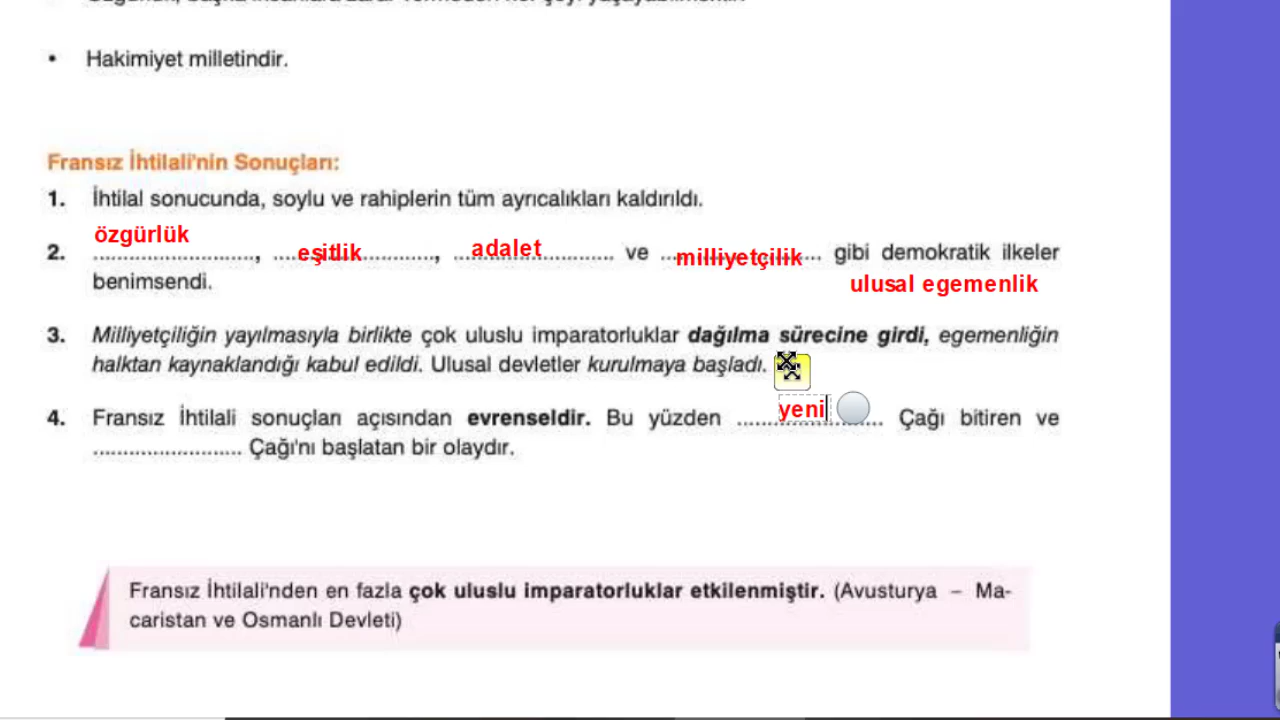 Hakimiyet milletindir.
Fransız İhtilali'nin Sonuçları:
1. İhtilal sonucunda, soylu ve rahiplerin tüm ayrıcalıkları kaldırıldı.
2. özgürlük, eşitlik, adalet ve milliyetçilik gibi demokratik ilkeler
benimsendi. ulusal egemenlik
3. Milliyetçiliğin yayılmasıyla birlikte çok uluslu imparatorluklar dağılma sürecine girdi, egemenliğin
halktan kaynaklandığı kabul edildi. Ulusal devletler kurulmaya başladı.
4. Fransız İhtilali sonuçları açısından evrenseldir. Bu yüzden yeni Çağı bitiren ve
......................... Çağı'nı başlatan bir olaydır.
Fransız İhtilali'nden en fazla çok uluslu imparatorluklar etkilenmiştir. (Avusturya – Ma-
caristan ve Osmanlı Devleti)